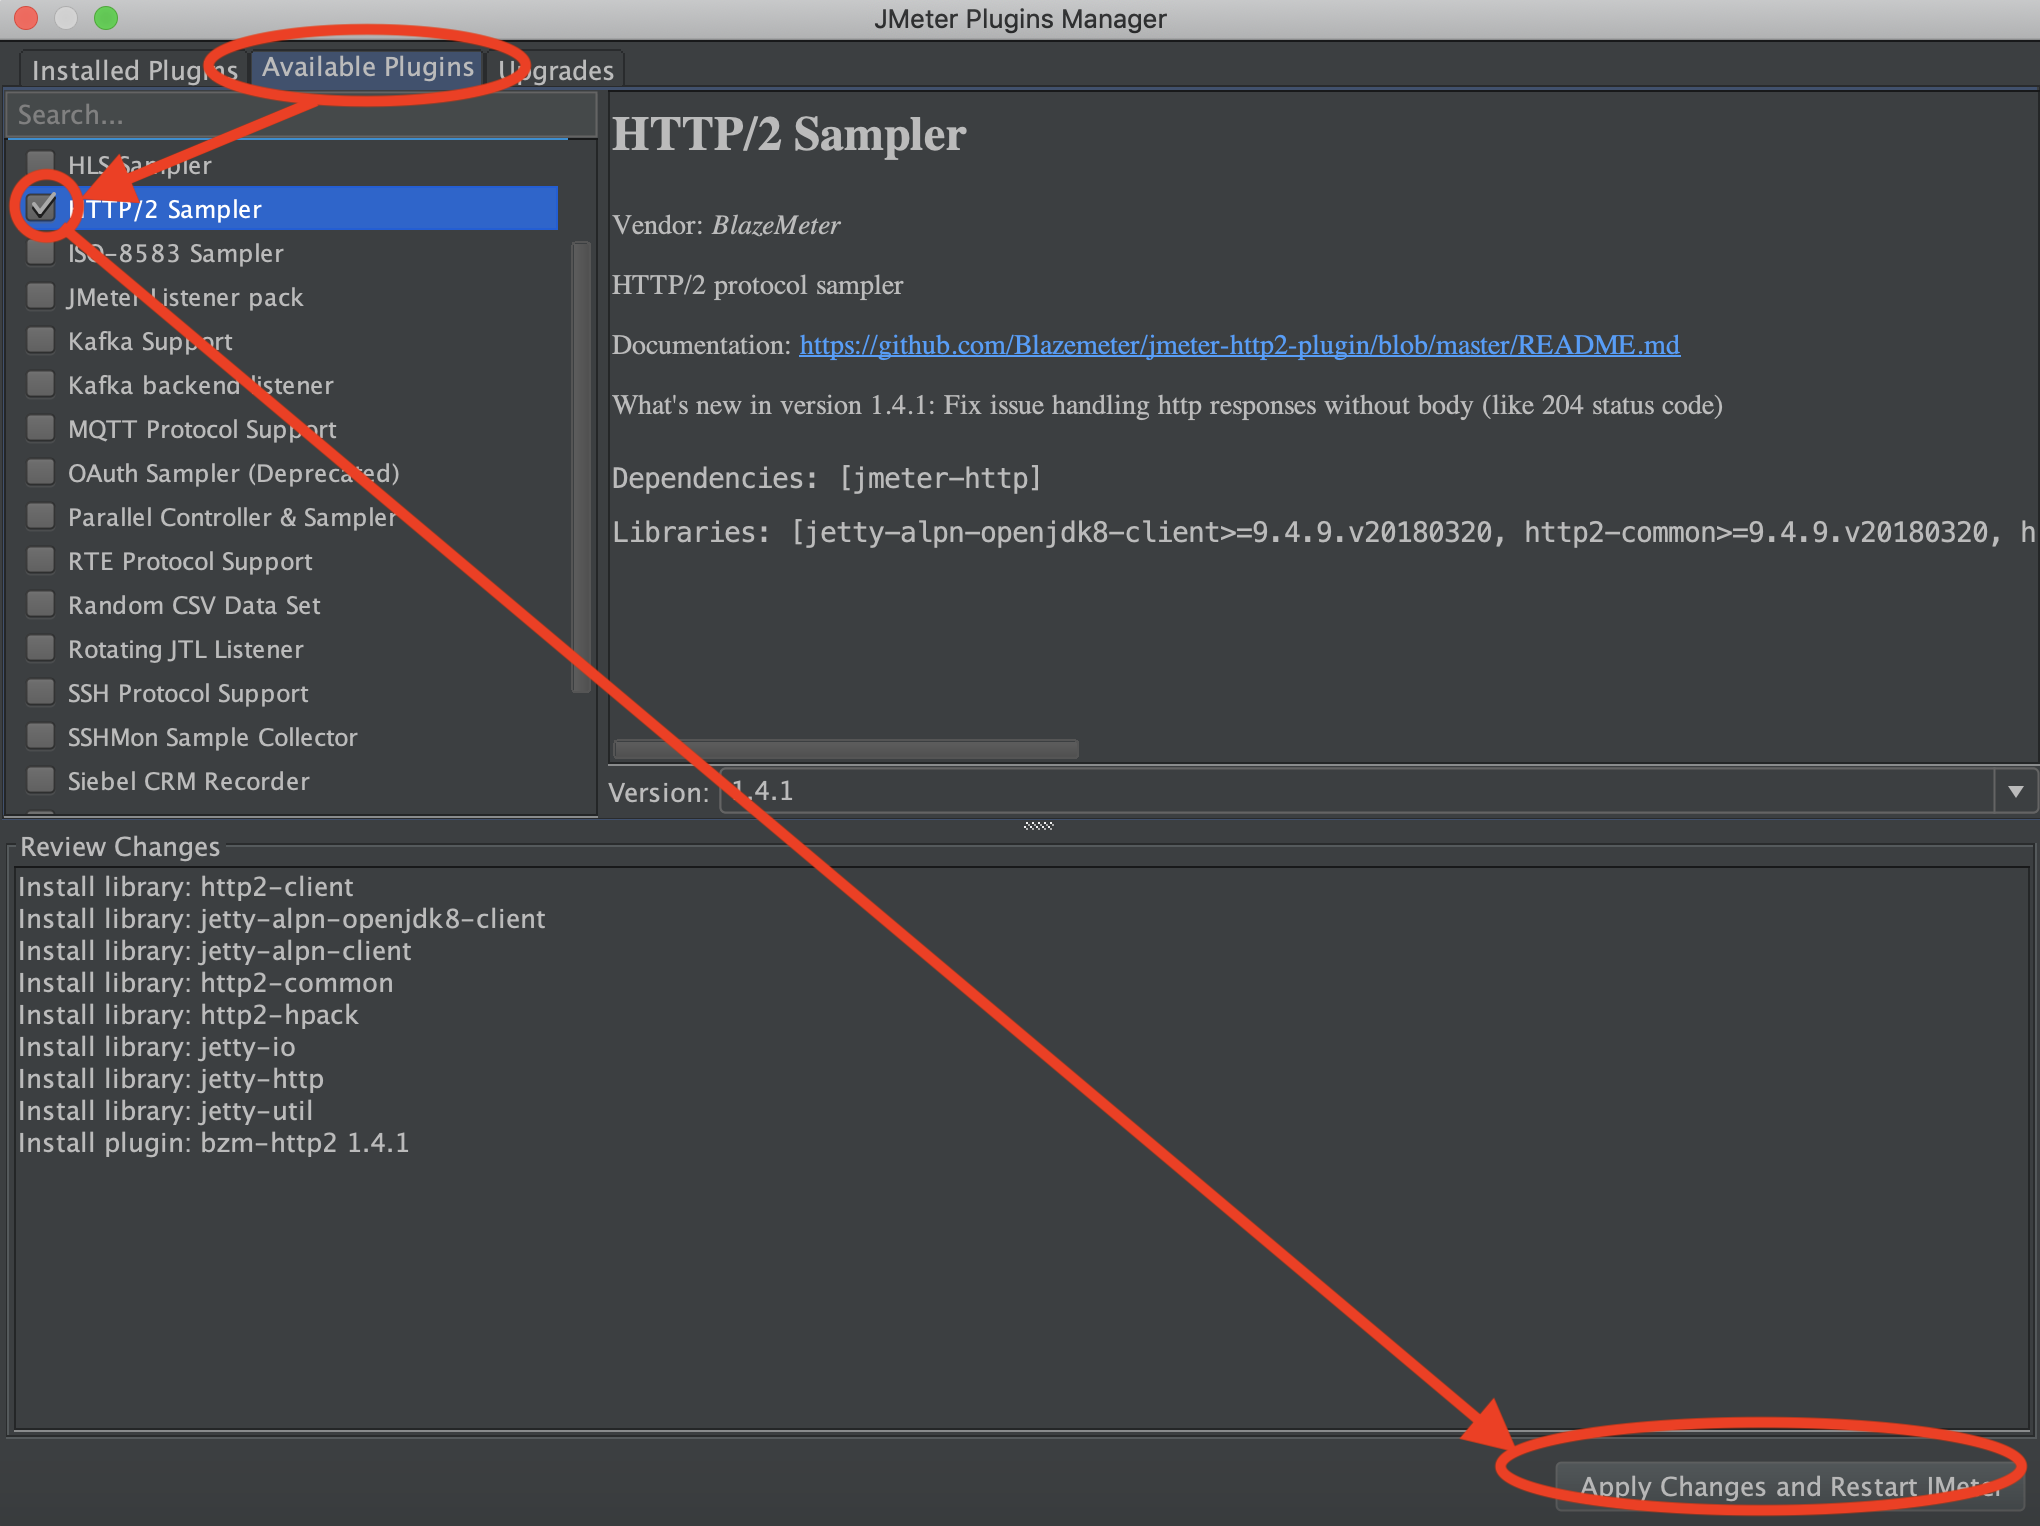 JMeter Plugins Manager
Installed Plugins Available Plugins Upgrades
Search...
HLS Sampler
HTTP/2 Sampler
ISO-8583 Sampler
JMeter Listener pack
Kafka Support
Kafka backend listener
MQTT Protocol Support
OAuth Sampler (Deprecated)
Parallel Controller & Sampler
RTE Protocol Support
Random CSV Data Set
Rotating JTL Listener
SSH Protocol Support
SSHMon Sample Collector
Siebel CRM Recorder
HTTP/2 Sampler
Vendor: BlazeMeter
HTTP/2 protocol sampler
Documentation: https://github.com/Blazemeter/jmeter-http2-plugin/blob/master/README.md
What's new in version 1.4.1: Fix issue handling http responses without body (like 204 status code)
Dependencies: [jmeter-http]
Libraries: [jetty-alpn-openjdk8-client>=9.4.9.v20180320, http2-common>=9.4.9.v20180320, h
Version: 1.4.1
Review Changes
Install library: http2-client
Install library: jetty-alpn-openjdk8-client
Install library: jetty-alpn-client
Install library: http2-common
Install library: http2-hpack
Install library: jetty-io
Install library: jetty-http
Install library: jetty-util
Install plugin: bzm-http2 1.4.1
Apply Changes and Restart JMeter